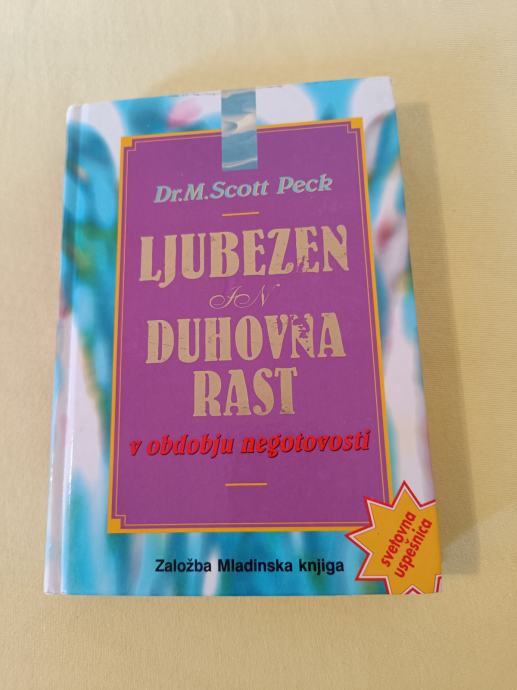 Dr. M. Scott Peck
LJUBEZEN
IN
DUHOVNA
RAST
v obdobju negotovosti
Založba Mladinska knjiga
svetovna
uspešnica